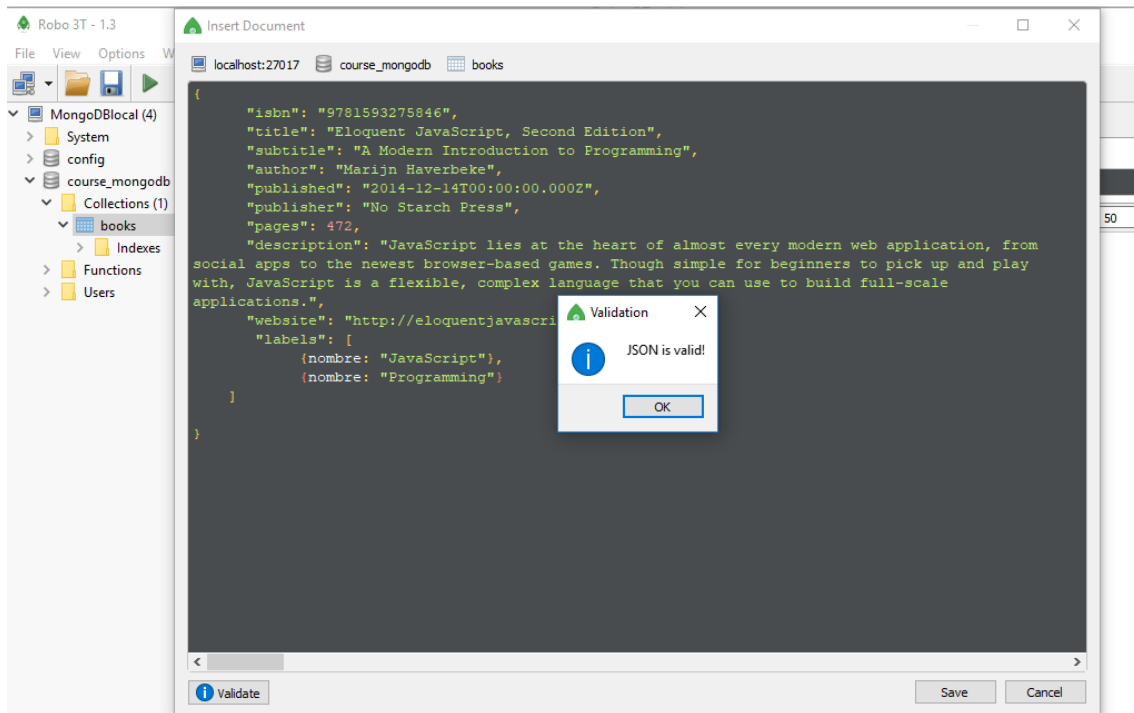 Robo 3T - 1.3
File View Options W
MongoDBlocal (4)
System
config
course_mongodb
Collections (1)
books
Indexes
Functions
Users
Insert Document
localhost:27017 course_mongodb books
{
"isbn": "9781593275846",
"title": "Eloquent JavaScript, Second Edition",
"subtitle": "A Modern Introduction to Programming",
"author": "Marijn Haverbeke",
"published": "2014-12-14T00:00:00.000Z",
"publisher": "No Starch Press",
"pages": 472,
"description": "JavaScript lies at the heart of almost every modern web application, from
social apps to the newest browser-based games. Though simple for beginners to pick up and play
with, JavaScript is a flexible, complex language that you can use to build full-scale
applications.",
"website": "http://eloquentjavascri
"labels": [
{nombre: "JavaScript"},
{nombre: "Programming"}
]
}
Validation
JSON is valid!
OK
50
Validate
Save
Cancel